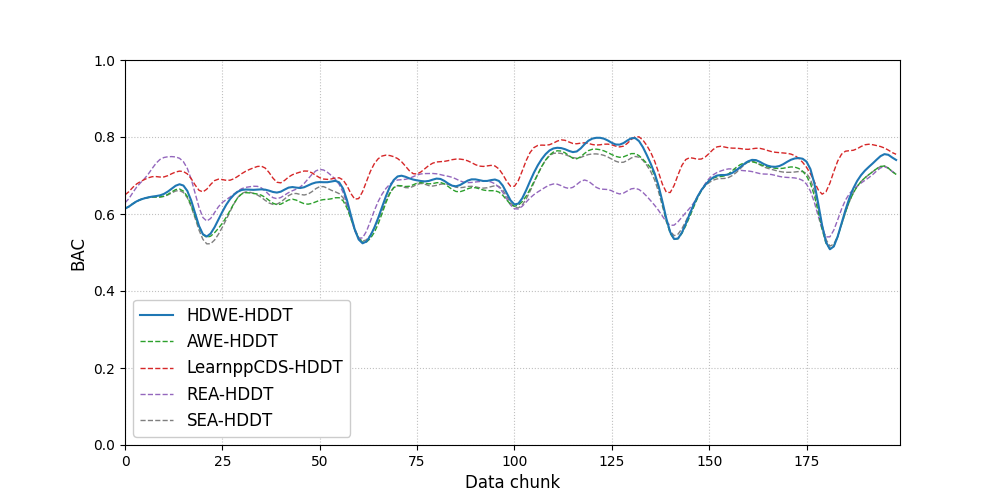 1.0
0.8
0.6
0.4
0.2
0.0
BAC
HDWE-HDDT
AWE-HDDT
LearnppCDS-HDDT
REA-HDDT
SEA-HDDT
0 25 50 75 100 125 150 175
Data chunk